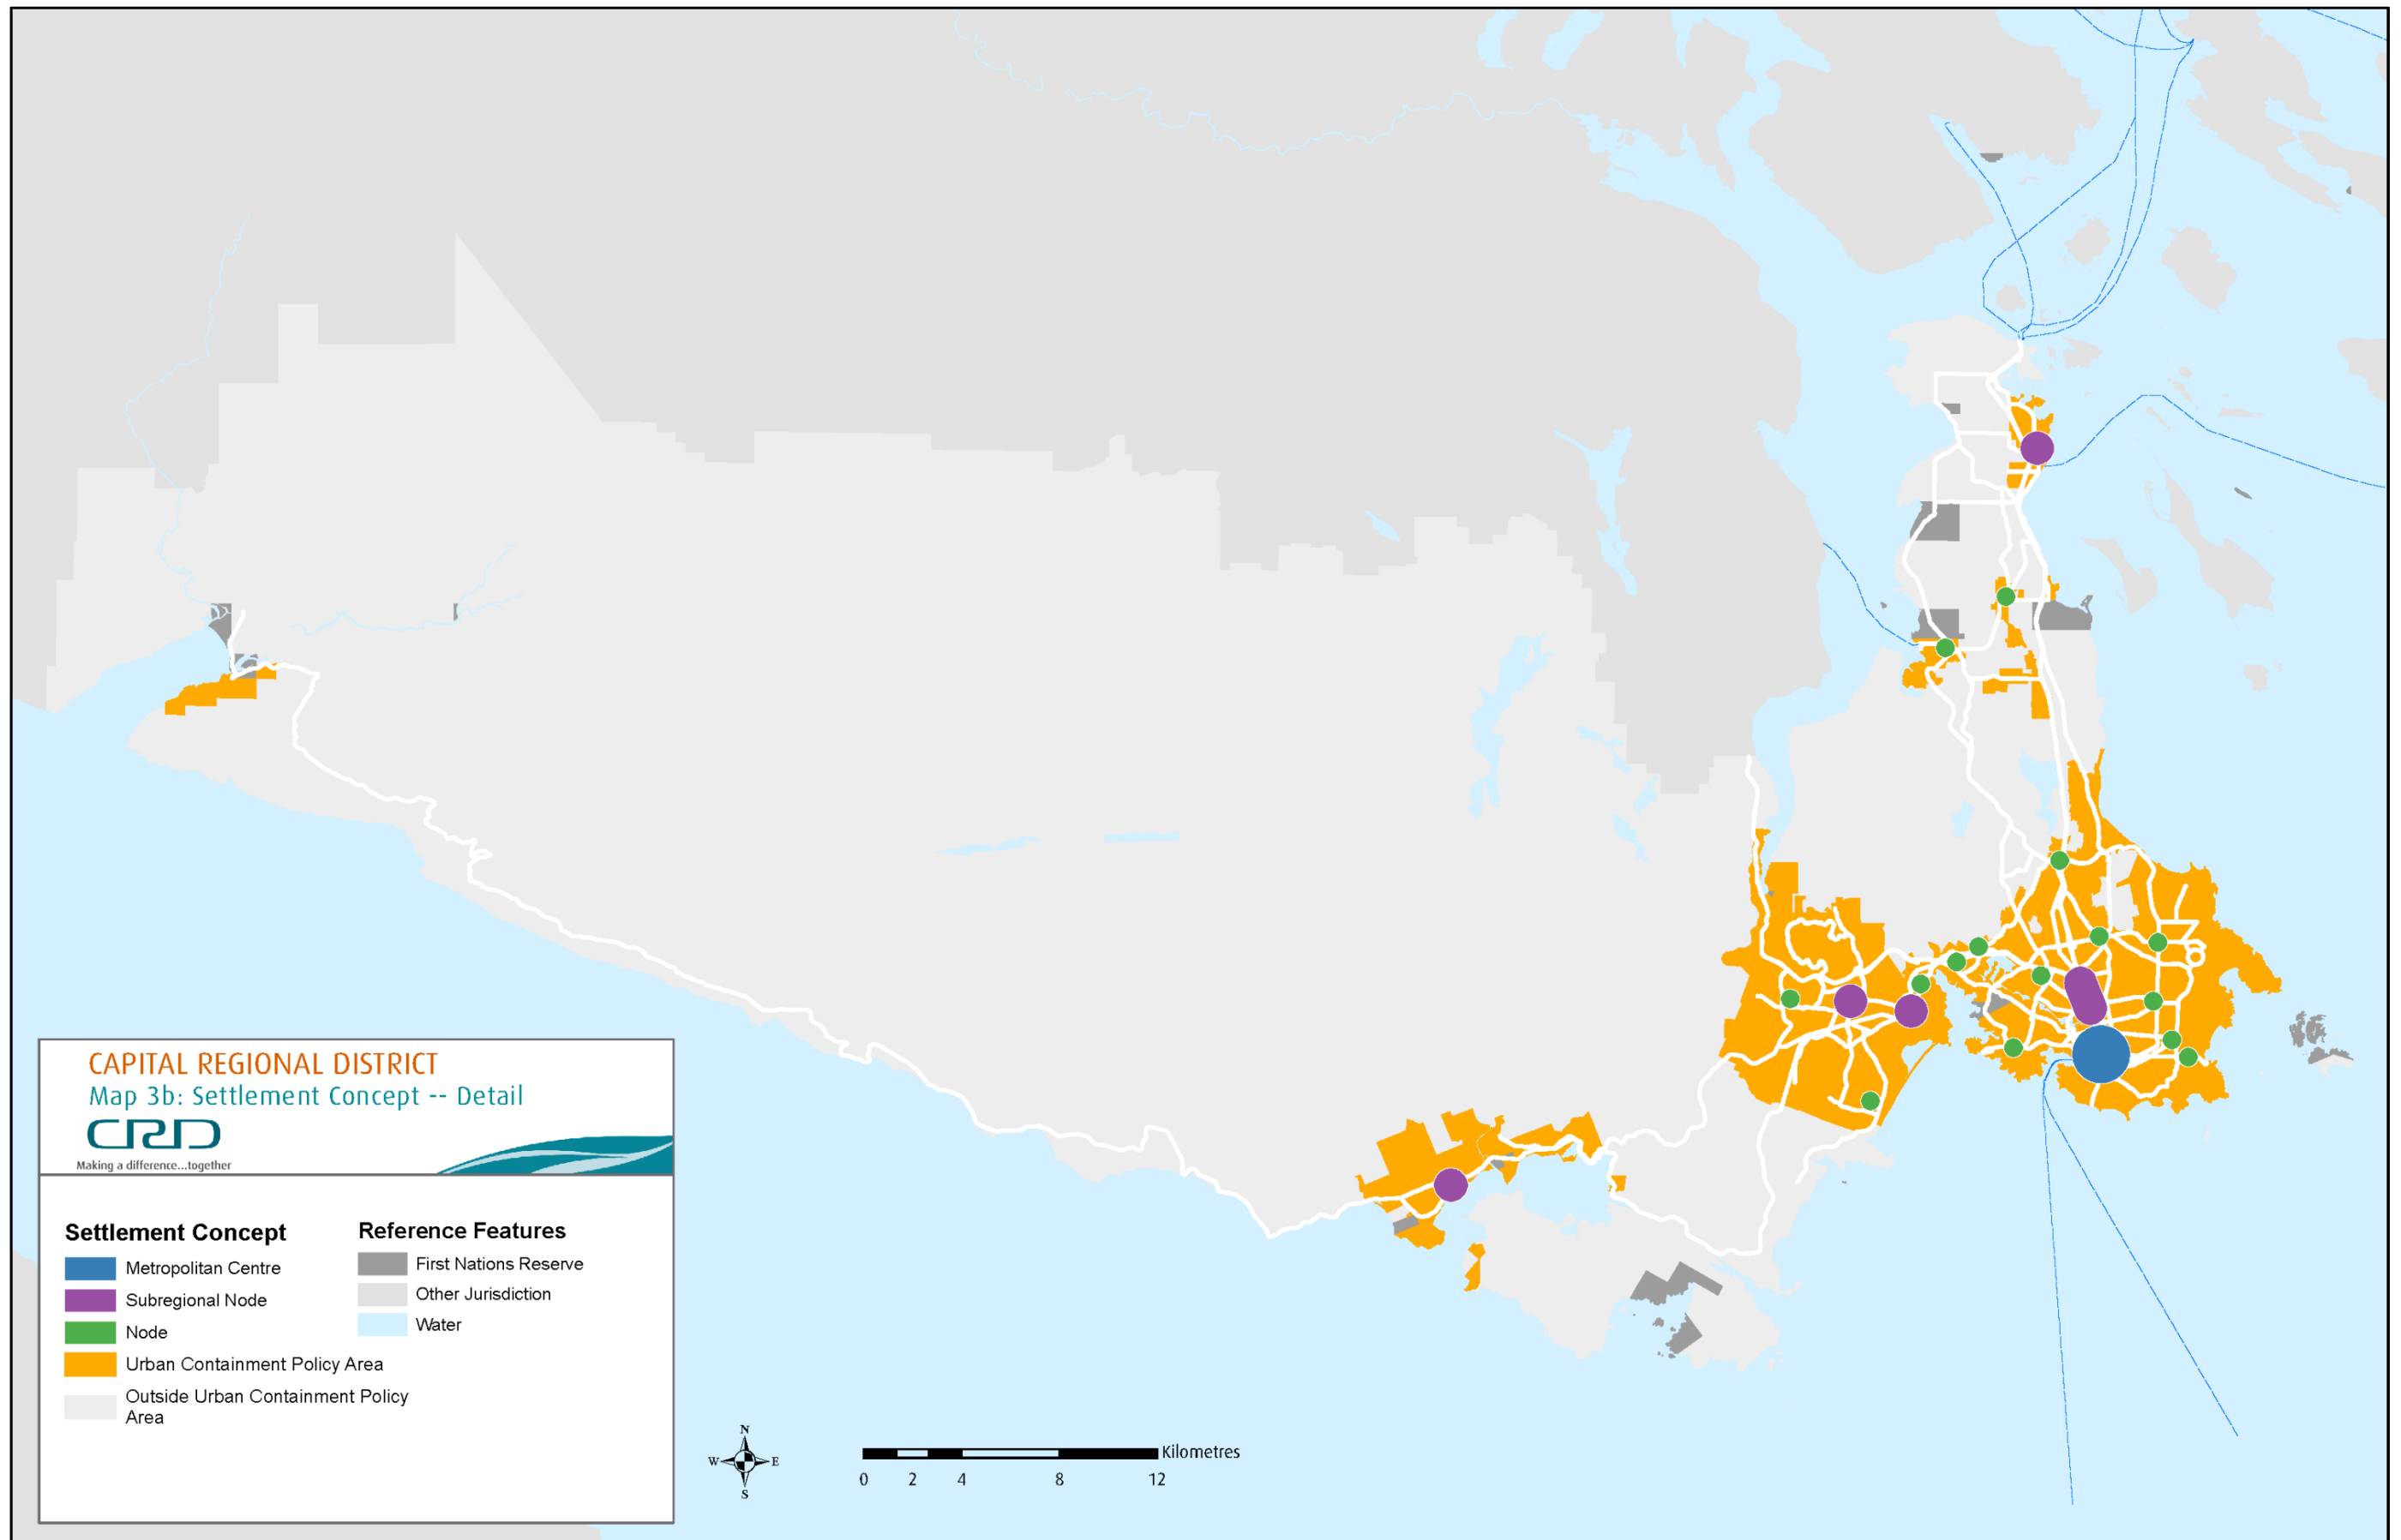 CAPITAL REGIONAL DISTRICT
Map 3b: Settlement Concept -- Detail
CRD
Making a difference...together
Settlement Concept
Metropolitan Centre
Subregional Node
Node
Urban Containment Policy Area
Outside Urban Containment Policy
Area
Reference Features
First Nations Reserve
Other Jurisdiction
Water
N
W E
S
Kilometres
0 2 4 8 12